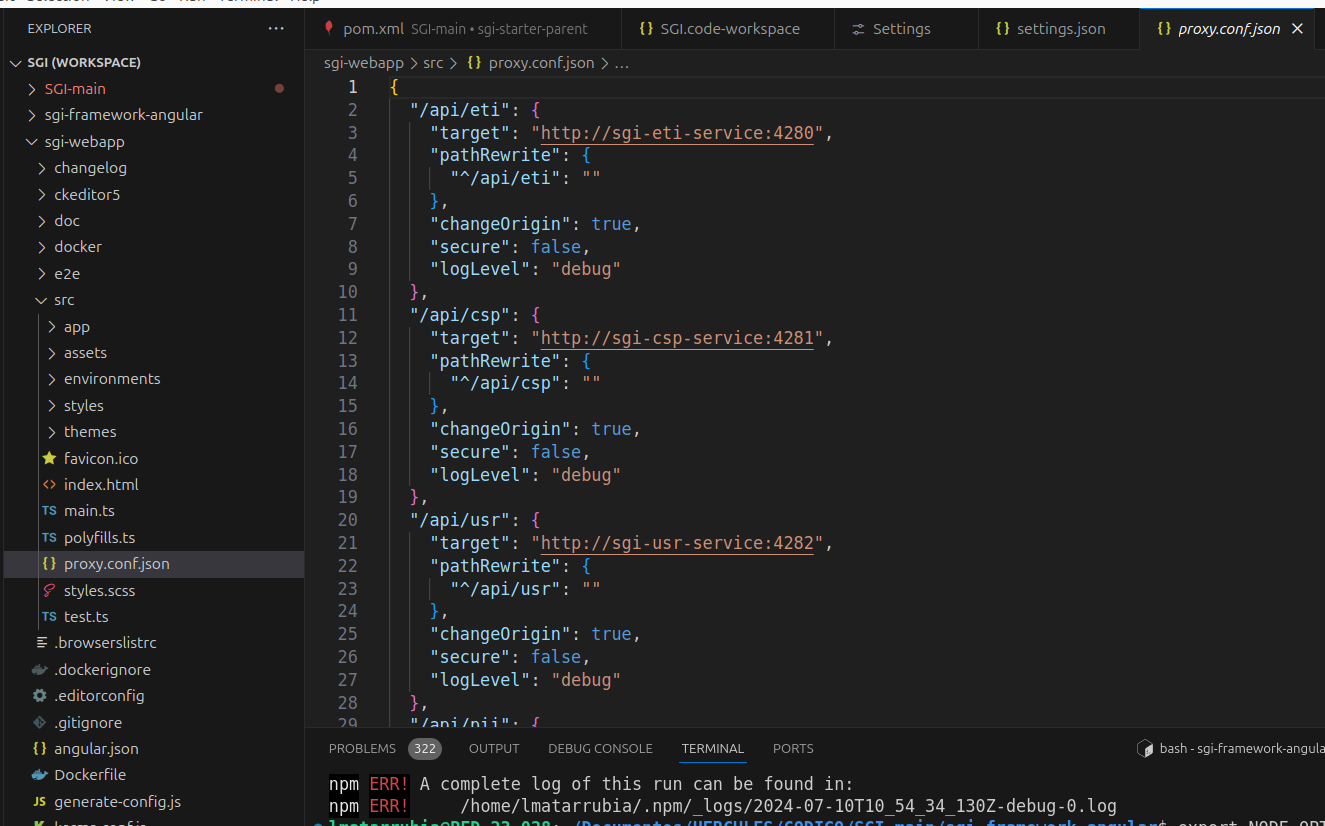 Selection View Go Run Terminal Help
EXPLORER ...
pom.xml SGI-main • sgi-starter-parent
{} SGI.code-workspace
Settings
{} settings.json
{} proxy.conf.json
SGI (WORKSPACE)
SGI-main
sgi-framework-angular
sgi-webapp
changelog
ckeditor5
doc
docker
e2e
src
app
assets
environments
styles
themes
favicon.ico
<> index.html
TS main.ts
TS polyfills.ts
{} proxy.conf.json
styles.scss
TS test.ts
.browserslistrc
.dockerignore
.editorconfig
.gitignore
{} angular.json
Dockerfile
JS generate-config.js
sgi-webapp > src > {} proxy.conf.json > ...
1 {
2 "/api/eti": {
3 "target": "http://sgi-eti-service:4280",
4 "pathRewrite": {
5 "^/api/eti": ""
6 },
7 "changeOrigin": true,
8 "secure": false,
9 "logLevel": "debug"
10 },
11 "/api/csp": {
12 "target": "http://sgi-csp-service:4281",
13 "pathRewrite": {
14 "^/api/csp": ""
15 },
16 "changeOrigin": true,
17 "secure": false,
18 "logLevel": "debug"
19 },
20 "/api/usr": {
21 "target": "http://sgi-usr-service:4282",
22 "pathRewrite": {
23 "^/api/usr": ""
24 },
25 "changeOrigin": true,
26 "secure": false,
27 "logLevel": "debug"
28 },
29 "/api/pii": {
PROBLEMS 322 OUTPUT DEBUG CONSOLE TERMINAL PORTS
bash - sgi-framework-angula
npm ERR! A complete log of this run can be found in:
npm ERR! /home/lmatarrubia/.npm/_logs/2024-07-10T10_54_34_130Z-debug-0.log